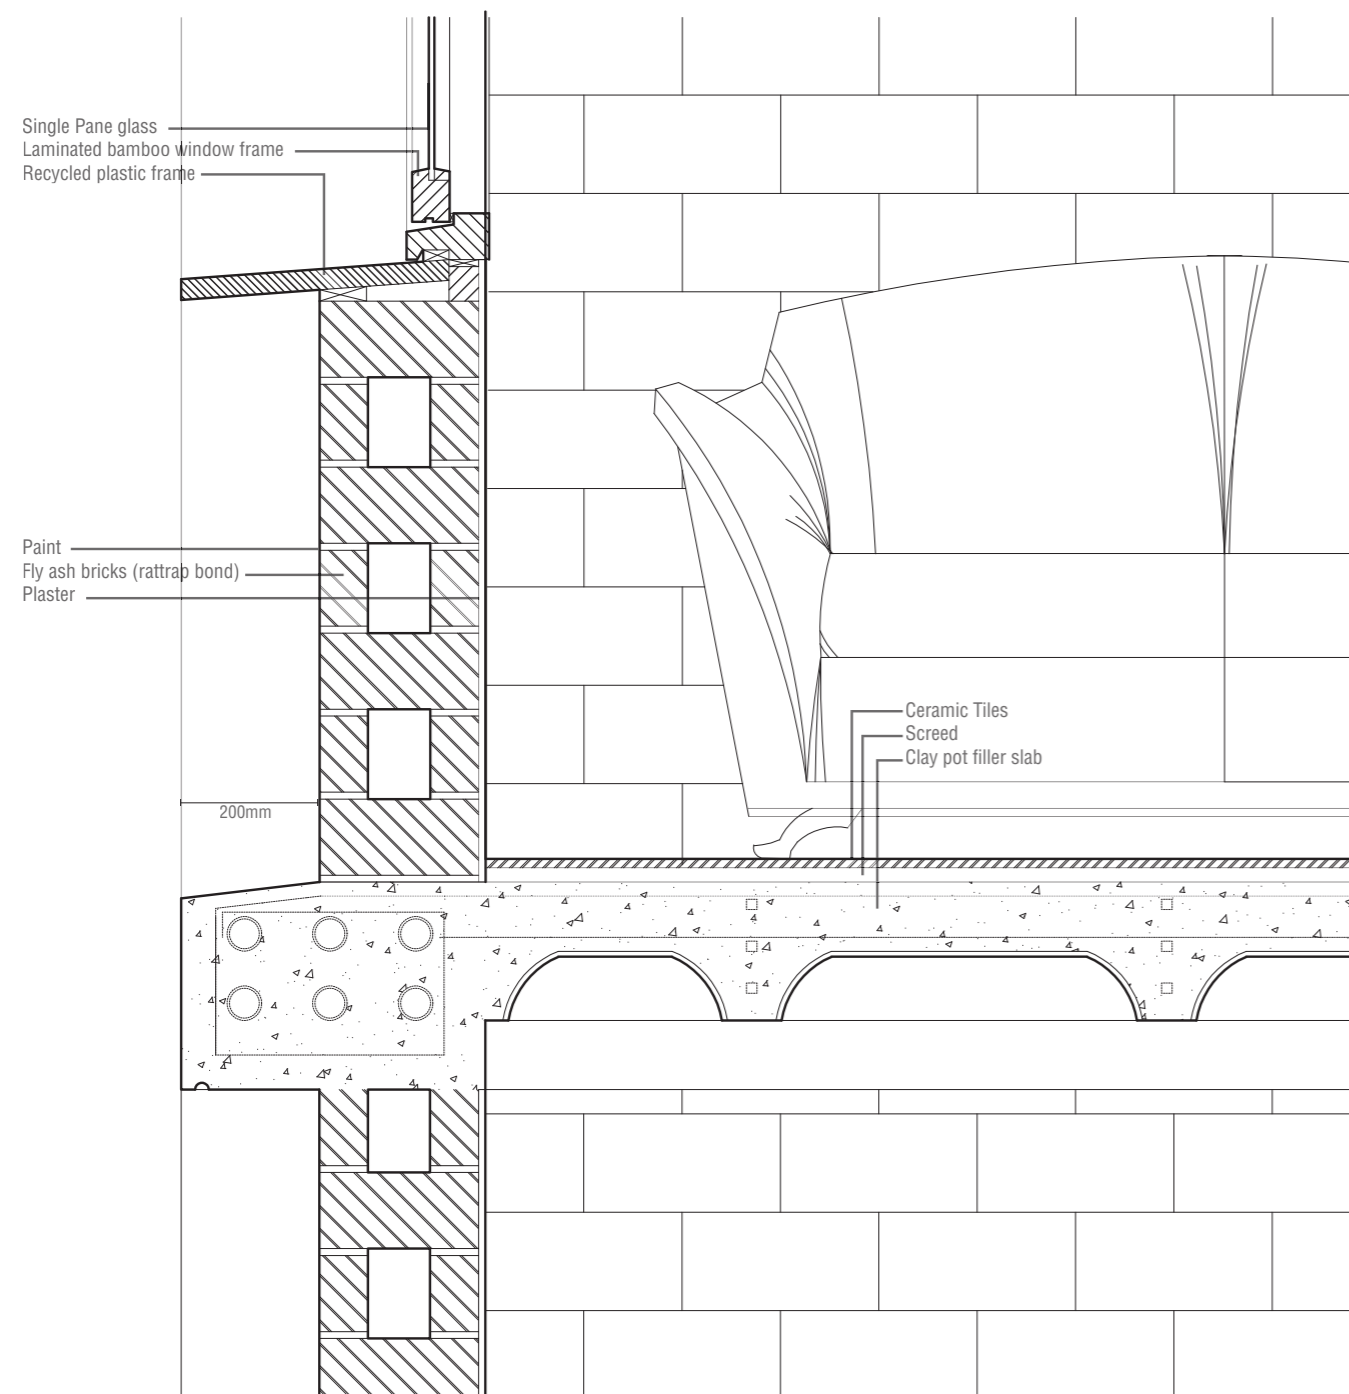 Single Pane glass
Laminated bamboo window frame
Recycled plastic frame
Paint
Fly ash bricks (rattrap bond)
Plaster
Ceramic Tiles
Screed
Clay pot filler slab
200mm